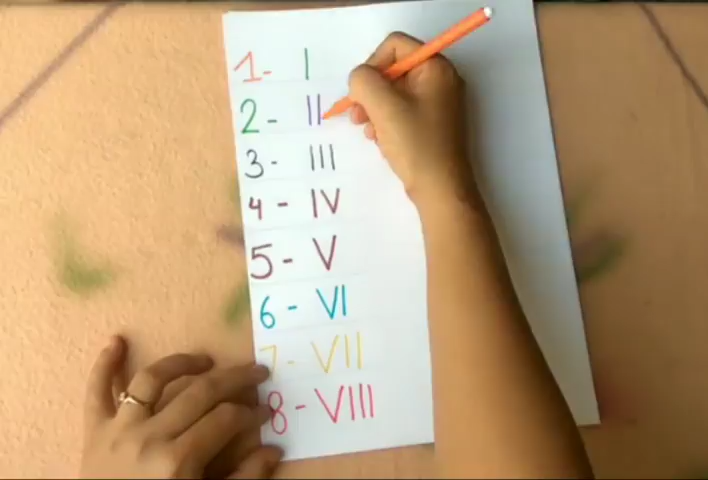 1- I
2- II
3- III
4- IV
5- V
6- VI
7- VII
8- VIII